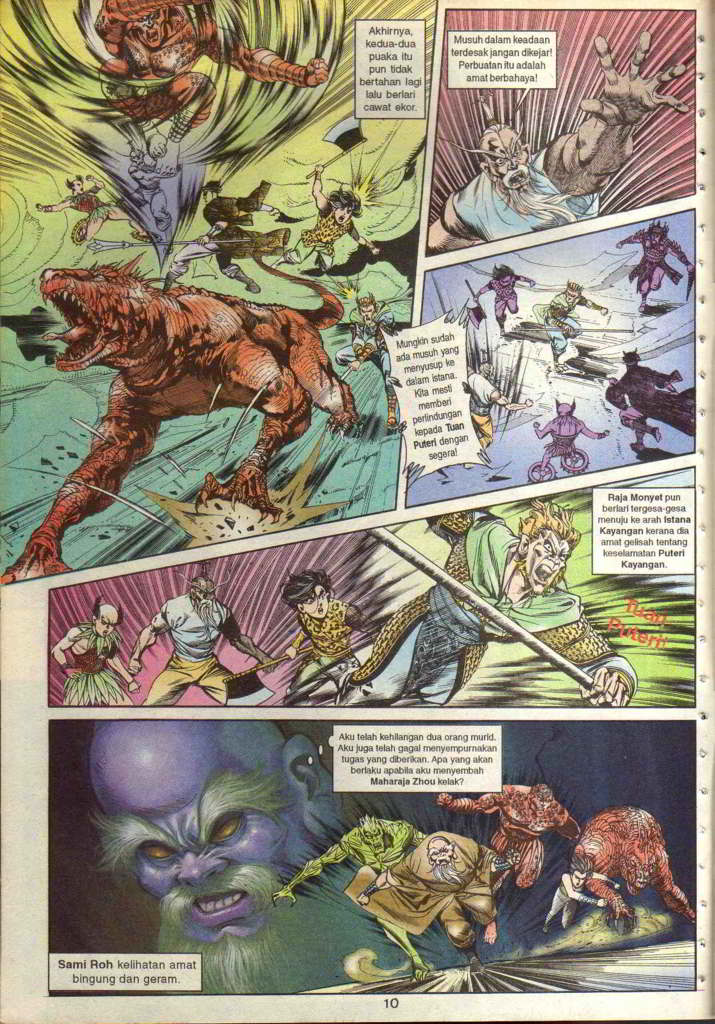 Akhirnya,
kedua-dua
puaka itu
pun tidak
bertahan lagi
lalu berlari
cawat ekor.
Musuh dalam keadaan
terdesak jangan dikejar!
Perbuatan itu adalah
amat berbahaya!
Mungkin sudah
ada musuh yang
menyusup ke
dalam istana.
Kita mesti
memberi
perlindungan
kepada Tuan
Puteri dengan
segera!
Raja Monyet pun
berlari tergesa-gesa
menuju ke arah Istana
Kayangan kerana dia
amat gelisah tentang
keselamatan Puteri
Kayangan.
Tuan
Puteri!
Aku telah kehilangan dua orang murid.
Aku juga telah gagal menyempurnakan
tugas yang diberikan. Apa yang akan
berlaku apabila aku menyembah
Maharaja Zhou kelak?
Sami Roh kelihatan amat
bingung dan geram.
10